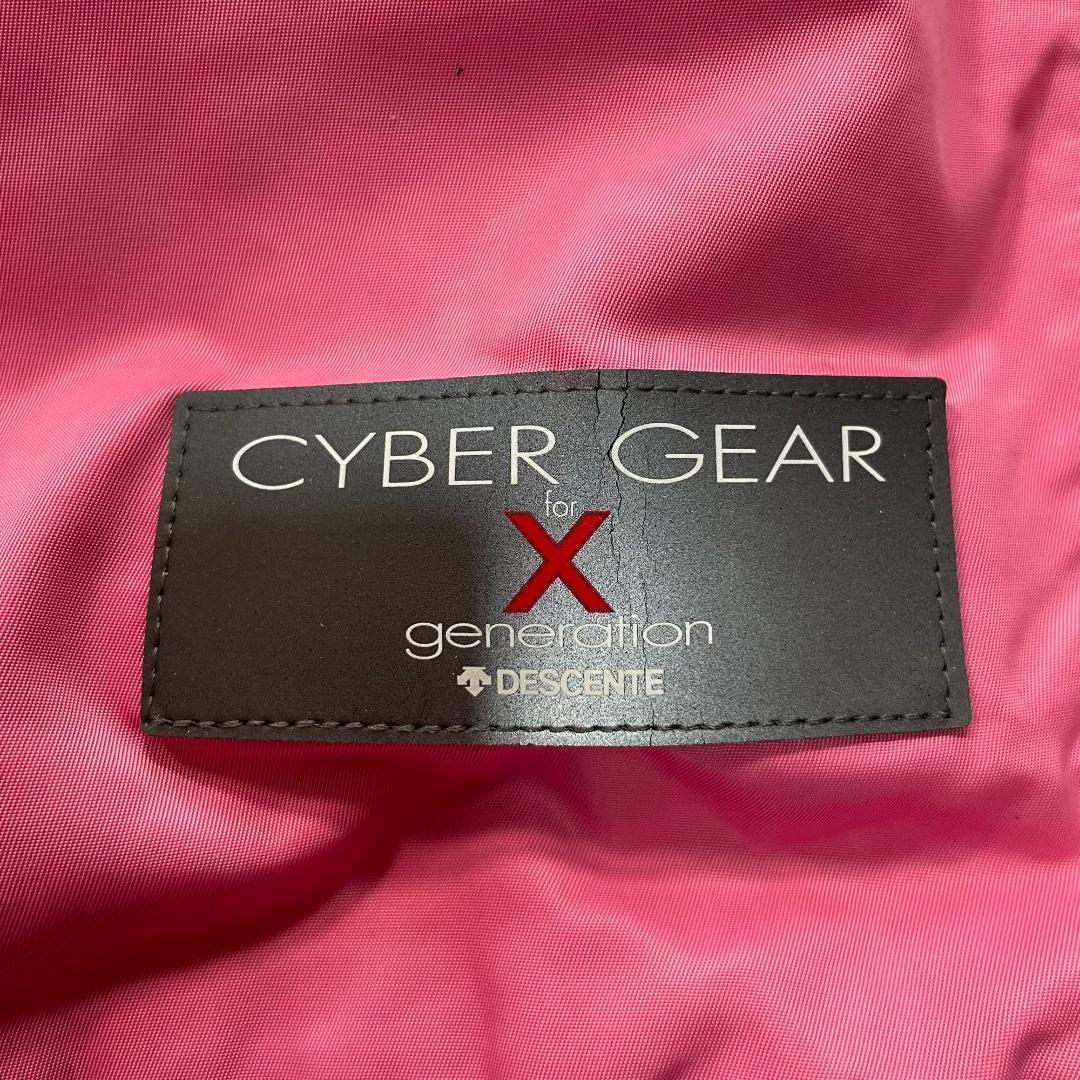 CYBER GEAR
for
X
generation
DESCENTE